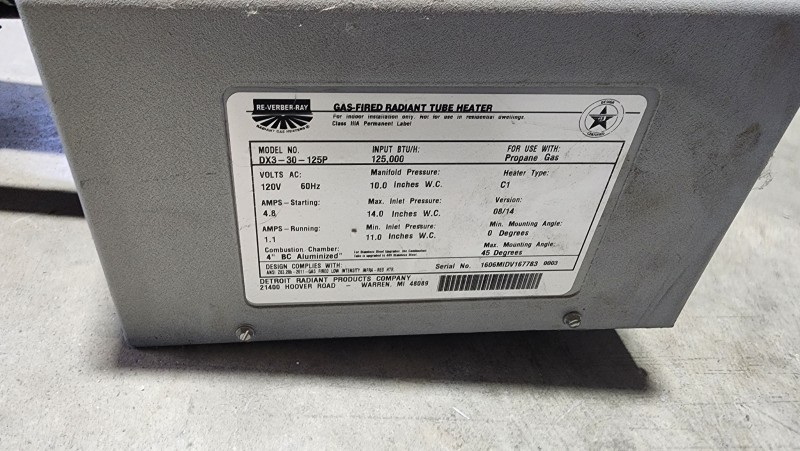 RE-VERBER-RAY
RADIANT GAS HEATERS
GAS-FIRED RADIANT TUBE HEATER
For indoor installation only. Not for use in residential dwellings.
Class IIIA Permanent Label
MODEL NO. INPUT BTU/H: FOR USE WITH:
DX3-30-125P 125,000 Propane Gas
VOLTS AC: Manifold Pressure: Heater Type:
120V 60Hz 10.0 Inches W.C. C1
AMPS-Starting: Max. Inlet Pressure: Version:
4.8 14.0 Inches W.C. 08/14
AMPS-Running: Min. Inlet Pressure: Min. Mounting Angle:
1.1 11.0 Inches W.C. 0 Degrees
Combustion Chamber: Max. Mounting Angle:
4" BC Aluminized" 45 Degrees
DESIGN COMPLIES WITH: Serial No. 1606MIDV167783 0003
DETROIT RADIANT PRODUCTS COMPANY
21400 HOOVER ROAD - WARREN, MI 48089